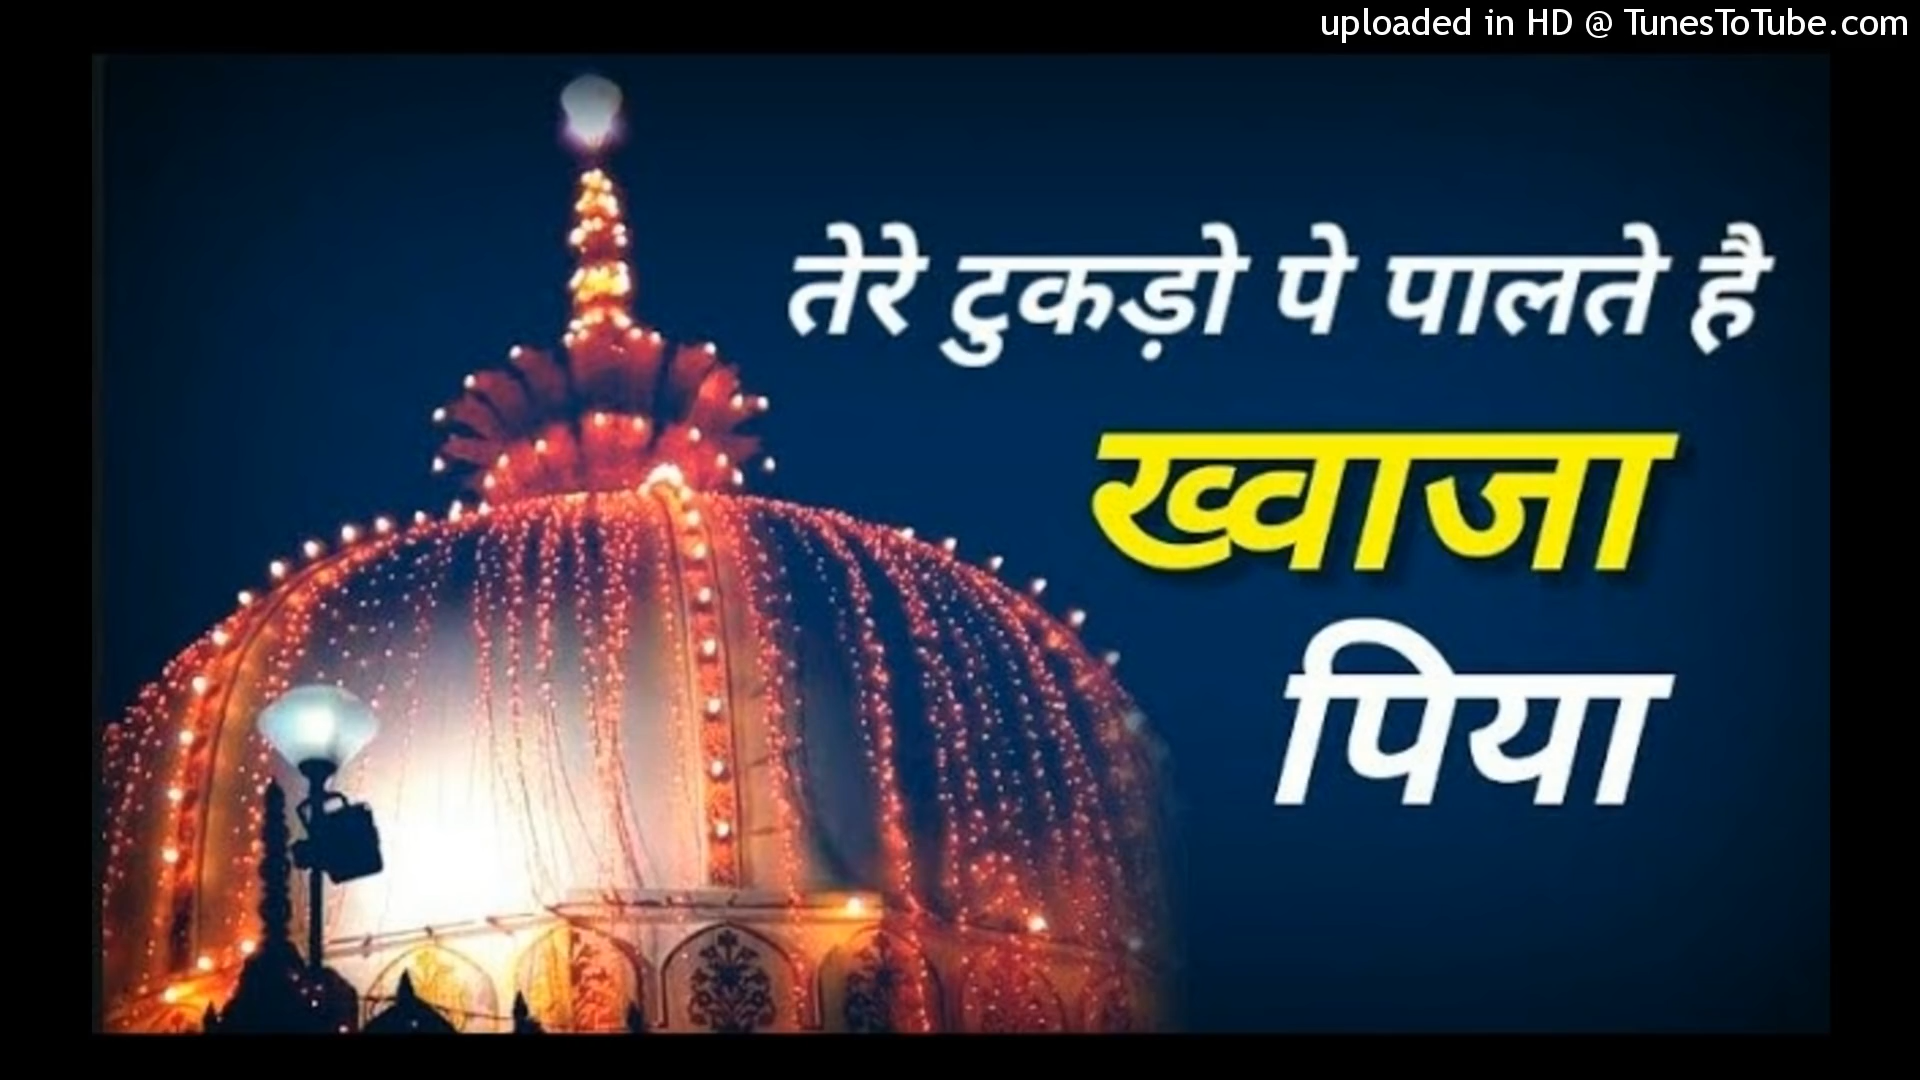 uploaded in HD @ TunesToTube.com
तेरे टुकड़ो पे पालते है
ख्वाजा
पिया